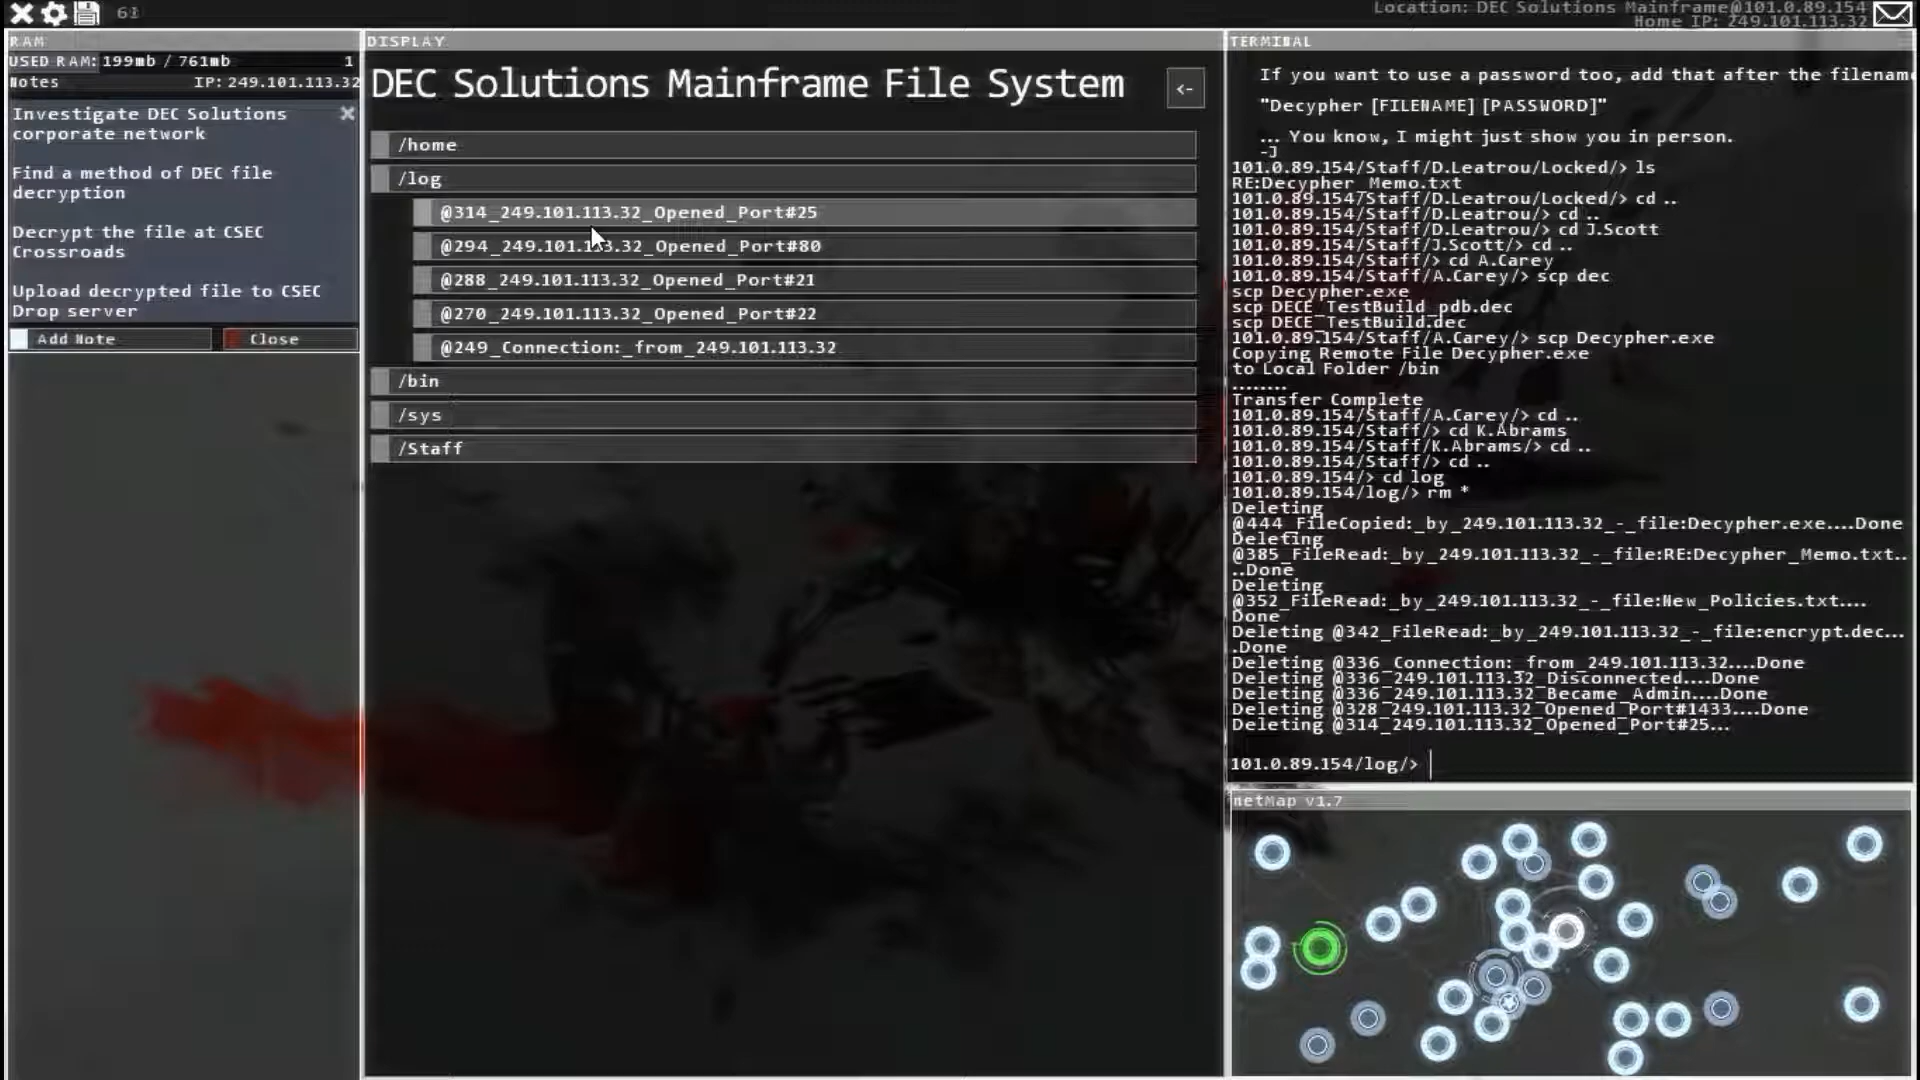 Location: DEC Solutions Mainframe@101.0.89.154
Home IP: 249.101.113.32
RAM
USED RAM: 199mb / 761mb 1
Notes IP: 249.101.113.32
Investigate DEC Solutions
corporate network
Find a method of DEC file
decryption
Decrypt the file at CSEC
Crossroads
Upload decrypted file to CSEC
Drop server
Add Note
Close
DISPLAY
DEC Solutions Mainframe File System
<-
/home
/log
@314_249.101.113.32_Opened_Port#25
@294_249.101.113.32_Opened_Port#80
@288_249.101.113.32_Opened_Port#21
@270_249.101.113.32_Opened_Port#22
@249_Connection:_from_249.101.113.32
/bin
/sys
/Staff
TERMINAL
If you want to use a password too, add that after the filename
"Decypher [FILENAME] [PASSWORD]"
... You know, I might just show you in person.
-J
101.0.89.154/Staff/D.Leatrou/Locked/> ls
RE:Decypher_Memo.txt
101.0.89.154/Staff/D.Leatrou/Locked/> cd ..
101.0.89.154/Staff/D.Leatrou/> cd ..
101.0.89.154/Staff/D.Leatrou/> cd J.Scott
101.0.89.154/Staff/J.Scott/> cd ..
101.0.89.154/Staff/> cd A.Carey
101.0.89.154/Staff/A.Carey/> scp dec
scp Decypher.exe
scp DECE_TestBuild_pdb.dec
scp DECE_TestBuild.dec
101.0.89.154/Staff/A.Carey/> scp Decypher.exe
Copying Remote File Decypher.exe
to Local Folder /bin
........
Transfer Complete
101.0.89.154/Staff/A.Carey/> cd ..
101.0.89.154/Staff/> cd K.Abrams
101.0.89.154/Staff/K.Abrams/> cd ..
101.0.89.154/Staff/> cd ..
101.0.89.154/> cd log
101.0.89.154/log/> rm *
Deleting
@444_FileCopied:_by_249.101.113.32_-_file:Decypher.exe....Done
Deleting
@385_FileRead:_by_249.101.113.32_-_file:RE:Decypher_Memo.txt..
..Done
Deleting
@352_FileRead:_by_249.101.113.32_-_file:New_Policies.txt....
Done
Deleting @342_FileRead:_by_249.101.113.32_-_file:encrypt.dec...
.Done
Deleting @336_Connection:_from_249.101.113.32....Done
Deleting @336_249.101.113.32_Disconnected....Done
Deleting @336_249.101.113.32_Became_Admin....Done
Deleting @328_249.101.113.32_Opened_Port#1433....Done
Deleting @314_249.101.113.32_Opened_Port#25...
101.0.89.154/log/>
netMap v1.7